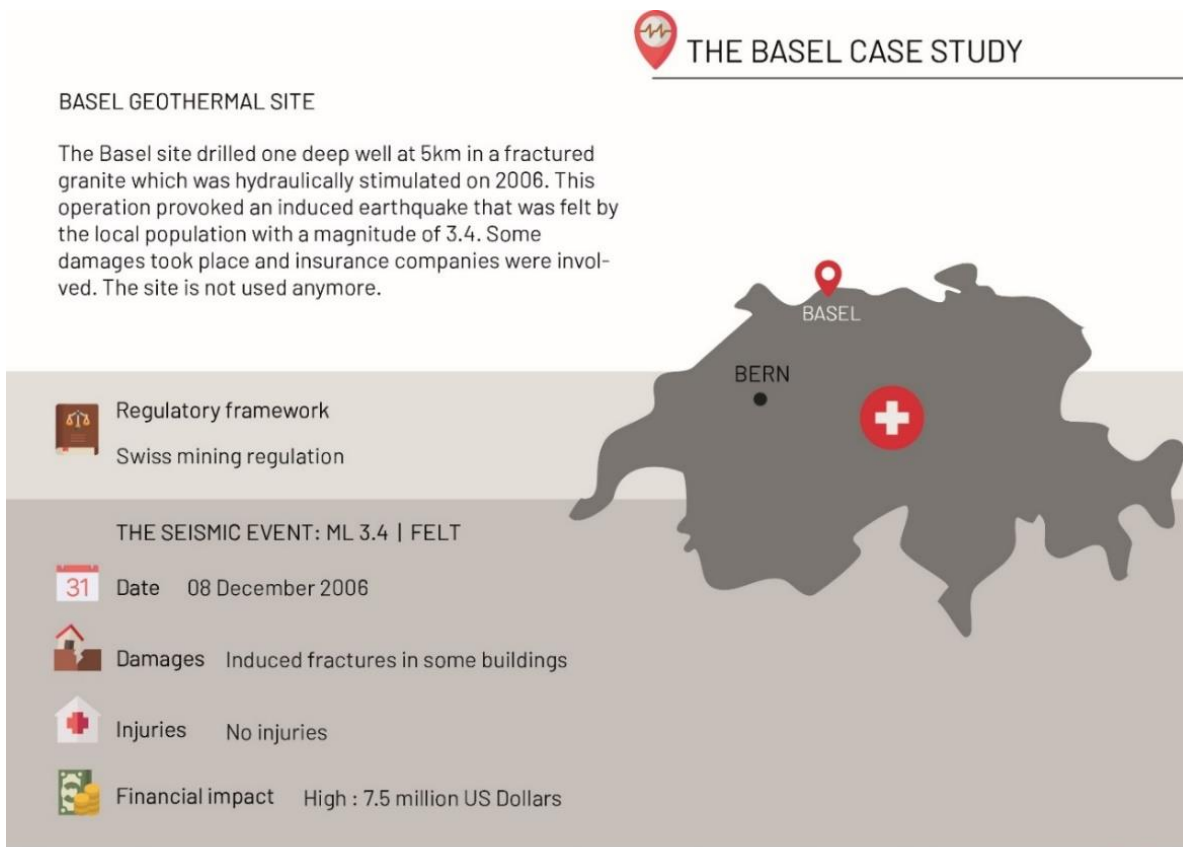 THE BASEL CASE STUDY
BASEL GEOTHERMAL SITE
The Basel site drilled one deep well at 5km in a fractured
granite which was hydraulically stimulated on 2006. This
operation provoked an induced earthquake that was felt by
the local population with a magnitude of 3.4. Some
damages took place and insurance companies were invol-
ved. The site is not used anymore.
BASEL
BERN
Regulatory framework
Swiss mining regulation
THE SEISMIC EVENT: ML 3.4 | FELT
31
Date 08 December 2006
Damages Induced fractures in some buildings
Injuries No injuries
Financial impact High : 7.5 million US Dollars